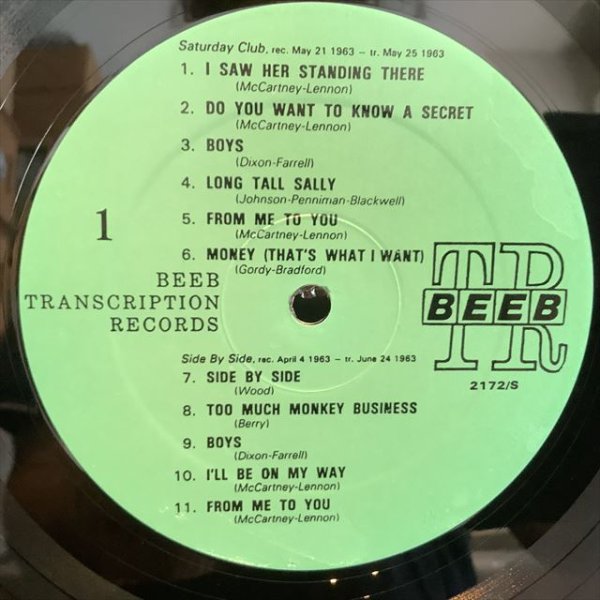 Saturday Club, rec. May 21 1963 – tr. May 25 1963
1. I SAW HER STANDING THERE
(McCartney-Lennon)
2. DO YOU WANT TO KNOW A SECRET
(McCartney-Lennon)
3. BOYS
(Dixon-Farrell)
4. LONG TALL SALLY
(Johnson-Penniman-Blackwell)
5. FROM ME TO YOU
(McCartney-Lennon)
6. MONEY (THAT'S WHAT I WANT)
(Gordy-Bradford)
1
BEEB
TRANSCRIPTION
RECORDS
TR
BEEB
2172/S
Side By Side, rec. April 4 1963 – tr. June 24 1963
7. SIDE BY SIDE
(Wood)
8. TOO MUCH MONKEY BUSINESS
(Berry)
9. BOYS
(Dixon-Farrell)
10. I'LL BE ON MY WAY
(McCartney-Lennon)
11. FROM ME TO YOU
(McCartney-Lennon)